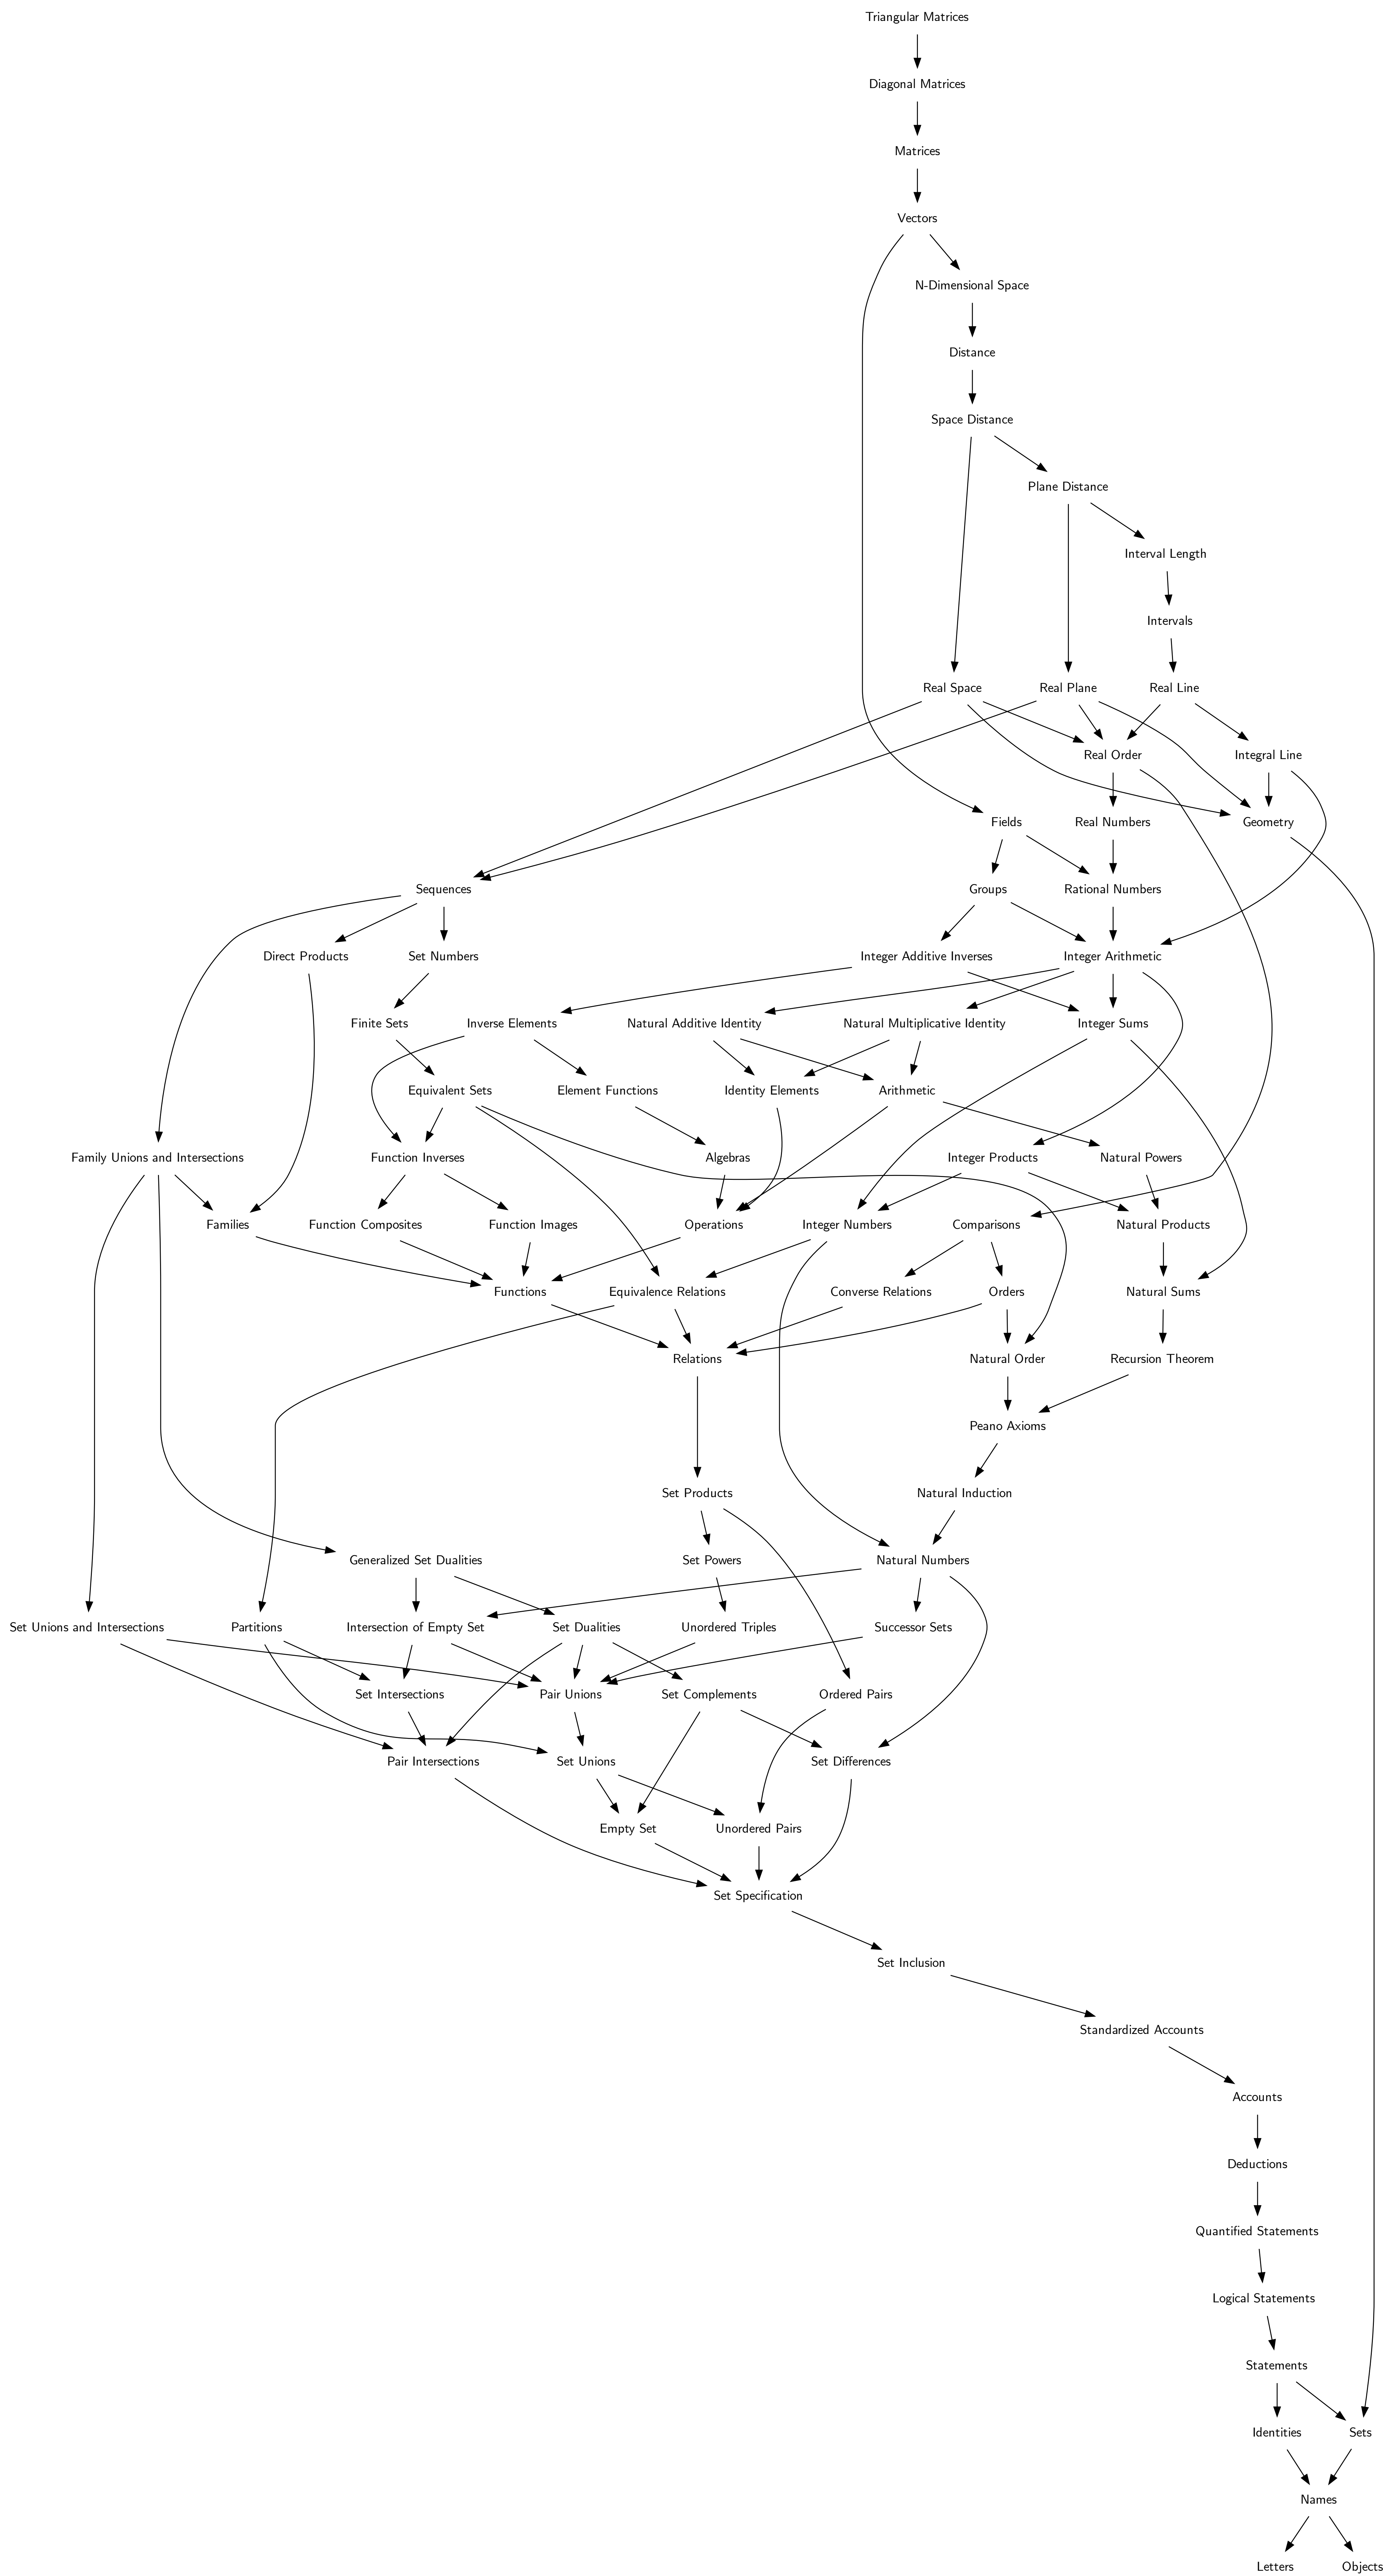 Triangular Matrices
Diagonal Matrices
Matrices
Vectors
N-Dimensional Space
Distance
Space Distance
Plane Distance
Interval Length
Intervals
Real Space
Real Plane
Real Line
Real Order
Integral Line
Fields
Real Numbers
Geometry
Sequences
Groups
Rational Numbers
Direct Products
Set Numbers
Integer Additive Inverses
Integer Arithmetic
Finite Sets
Inverse Elements
Natural Additive Identity
Natural Multiplicative Identity
Integer Sums
Equivalent Sets
Element Functions
Identity Elements
Arithmetic
Family Unions and Intersections
Function Inverses
Algebras
Integer Products
Natural Powers
Families
Function Composites
Function Images
Operations
Integer Numbers
Comparisons
Natural Products
Functions
Equivalence Relations
Converse Relations
Orders
Natural Sums
Relations
Natural Order
Recursion Theorem
Peano Axioms
Set Products
Natural Induction
Generalized Set Dualities
Set Powers
Natural Numbers
Set Unions and Intersections
Partitions
Intersection of Empty Set
Set Dualities
Unordered Triples
Successor Sets
Set Intersections
Pair Unions
Set Complements
Ordered Pairs
Pair Intersections
Set Unions
Set Differences
Empty Set
Unordered Pairs
Set Specification
Set Inclusion
Standardized Accounts
Accounts
Deductions
Quantified Statements
Logical Statements
Statements
Identities
Sets
Names
Letters
Objects